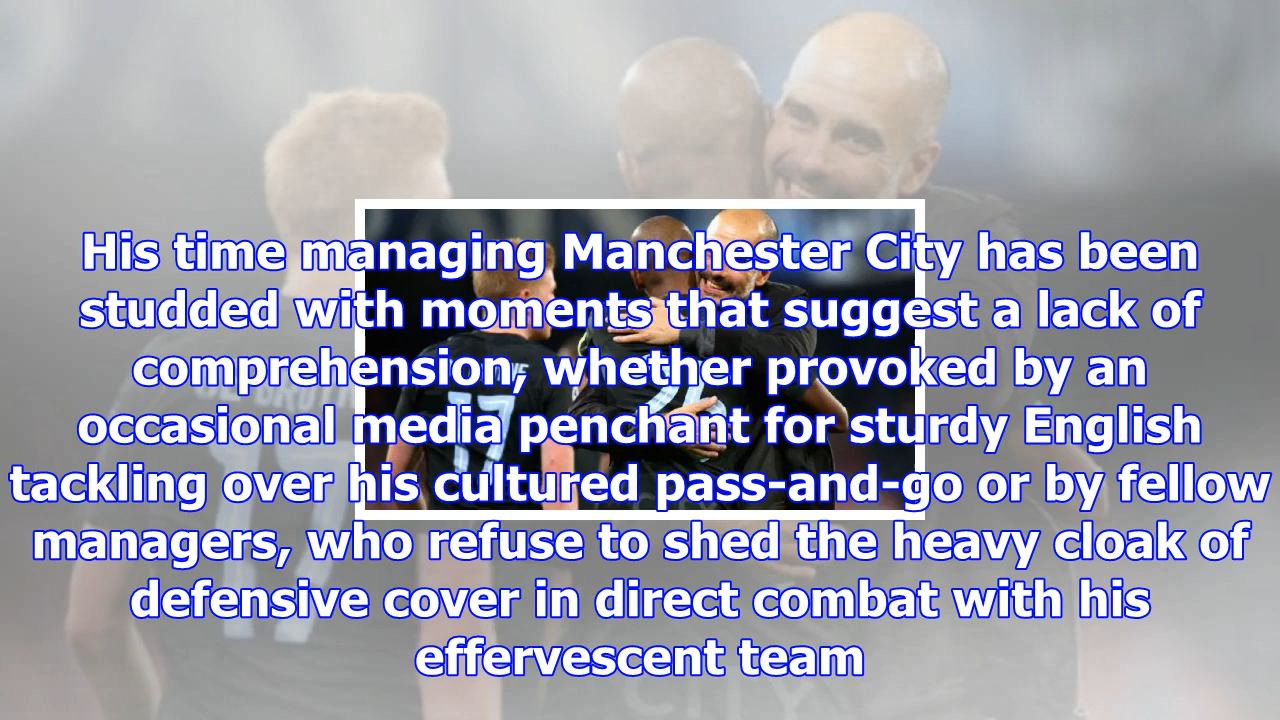 His time managing Manchester City has been
studded with moments that suggest a lack of
comprehension, whether provoked by an
occasional media penchant for sturdy English
tackling over his cultured pass-and-go or by fellow
managers, who refuse to shed the heavy cloak of
defensive cover in direct combat with his
effervescent team
17
CITY